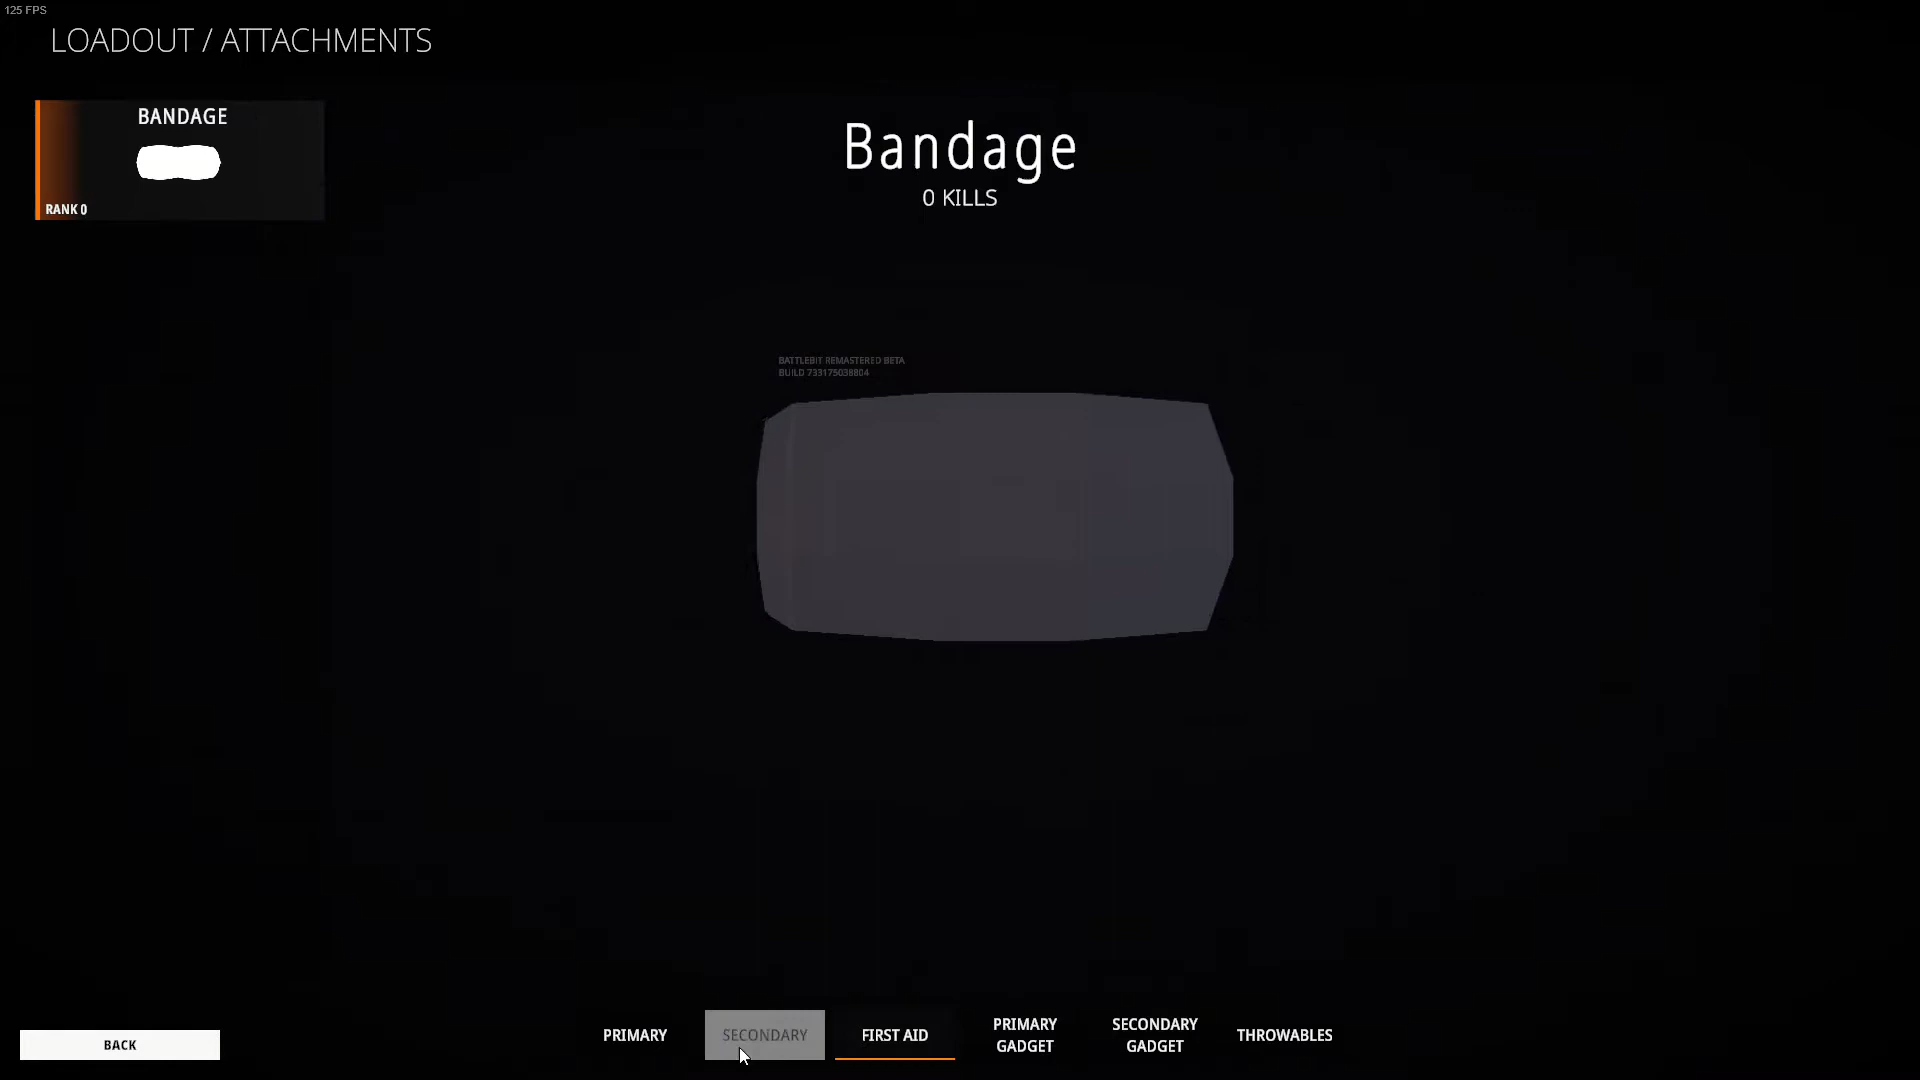 125 FPS
LOADOUT / ATTACHMENTS
BANDAGE
RANK 0
Bandage
0 KILLS
BATTLEBIT REMASTERED BETA
BUILD 733175038804
PRIMARY
SECONDARY
FIRST AID
PRIMARY
GADGET
SECONDARY
GADGET
THROWABLES
BACK